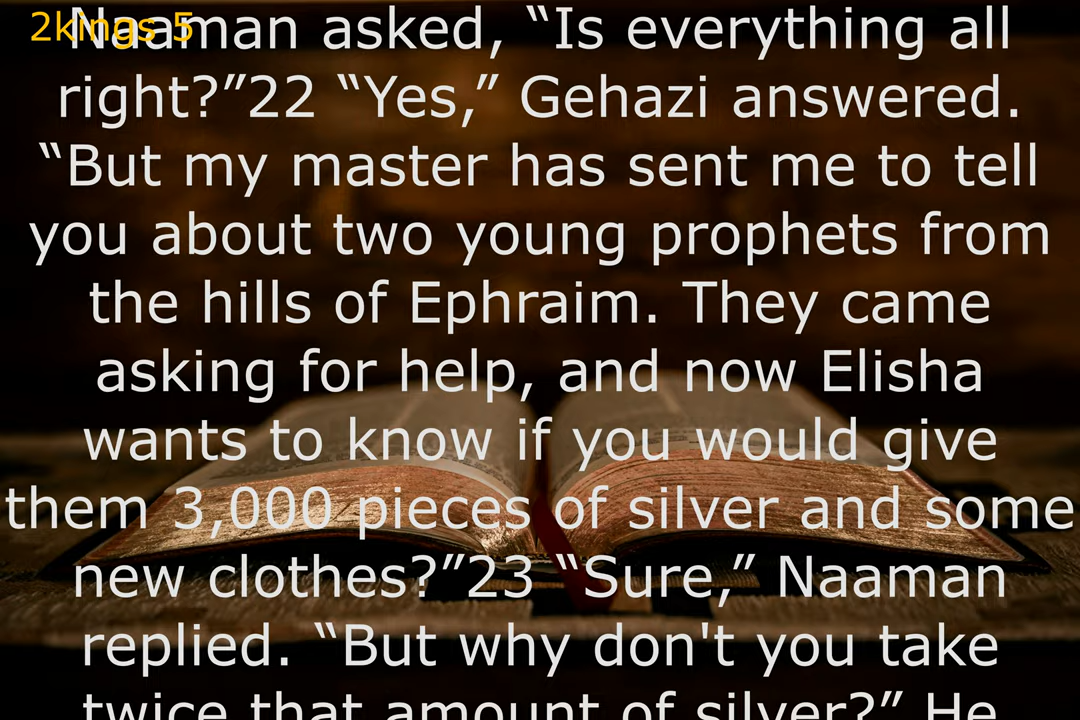 2kings 5
Naaman asked, “Is everything all
right?”22 “Yes,” Gehazi answered.
“But my master has sent me to tell
you about two young prophets from
the hills of Ephraim. They came
asking for help, and now Elisha
wants to know if you would give
them 3,000 pieces of silver and some
new clothes?”23 “Sure,” Naaman
replied. “But why don't you take
twice that amount of silver?” He